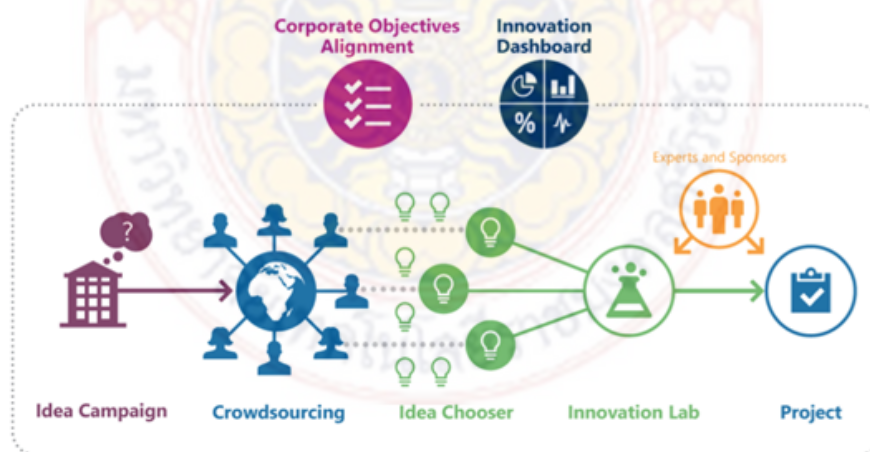 Corporate Objectives
Alignment
Innovation
Dashboard
%
Experts and Sponsors
?
Idea Campaign
Crowdsourcing
Idea Chooser
Innovation Lab
Project